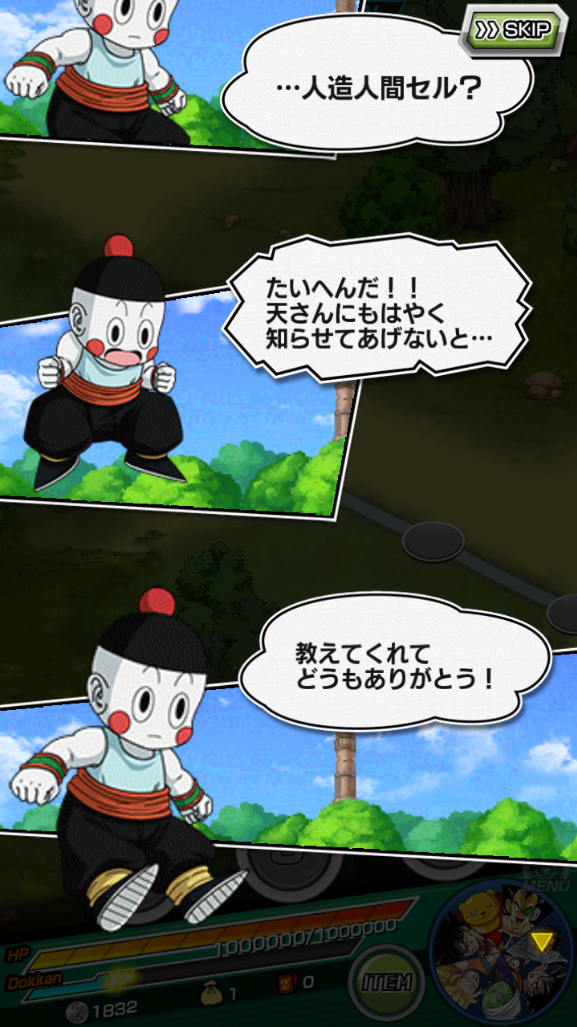 SKIP
…人造人間セル？
たいへんだ！！
天さんにもはやく
知らせてあげないと…
教えてくれて
どうもありがとう！
MENU
HP
1000000/1000000
Dokkan
1832
1
Z
0
ITEM